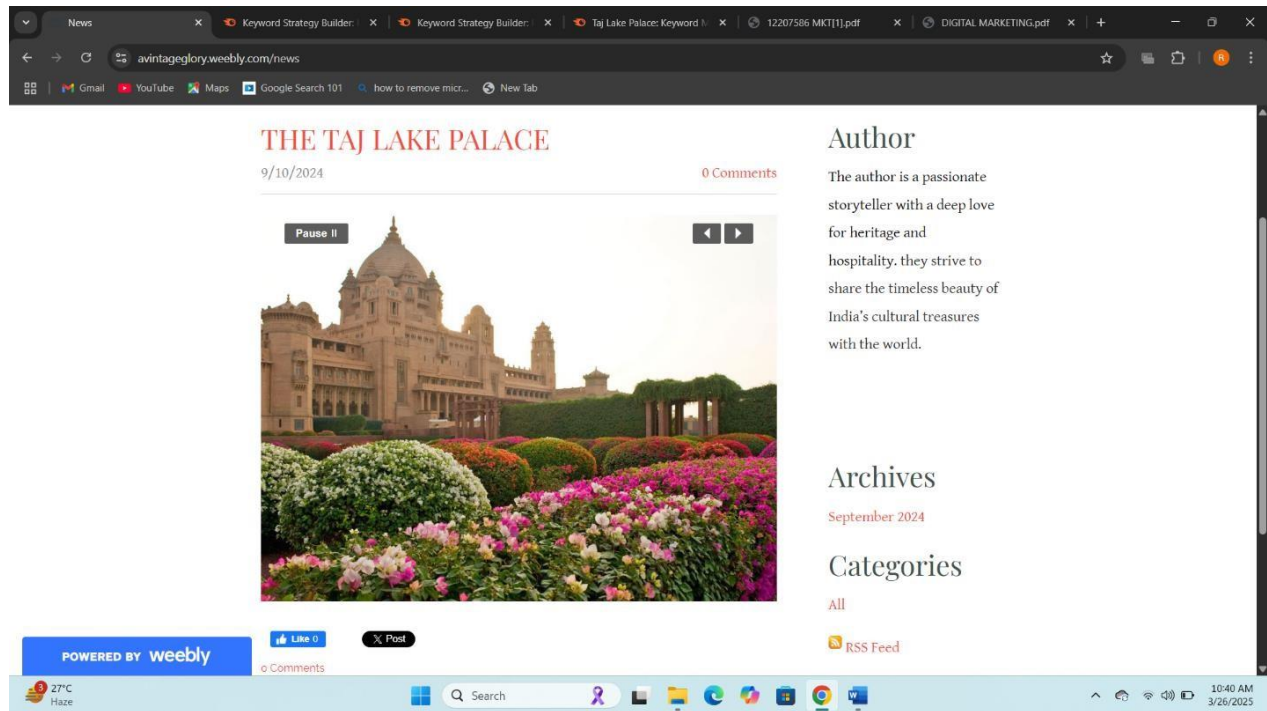 News
Keyword Strategy Builder:
Keyword Strategy Builder:
Taj Lake Palace: Keyword M
12207586 MKT[1].pdf
DIGITAL MARKETING.pdf
avintageglory.weebly.com/news
R
Gmail
YouTube
Maps
Google Search 101
how to remove micr...
New Tab
THE TAJ LAKE PALACE
9/10/2024
0 Comments
Pause II
Like 0
X Post
0 Comments
Author
The author is a passionate
storyteller with a deep love
for heritage and
hospitality. they strive to
share the timeless beauty of
India's cultural treasures
with the world.
Archives
September 2024
Categories
All
RSS Feed
POWERED BY weebly
3
27°C
Haze
Search
10:40 AM
3/26/2025